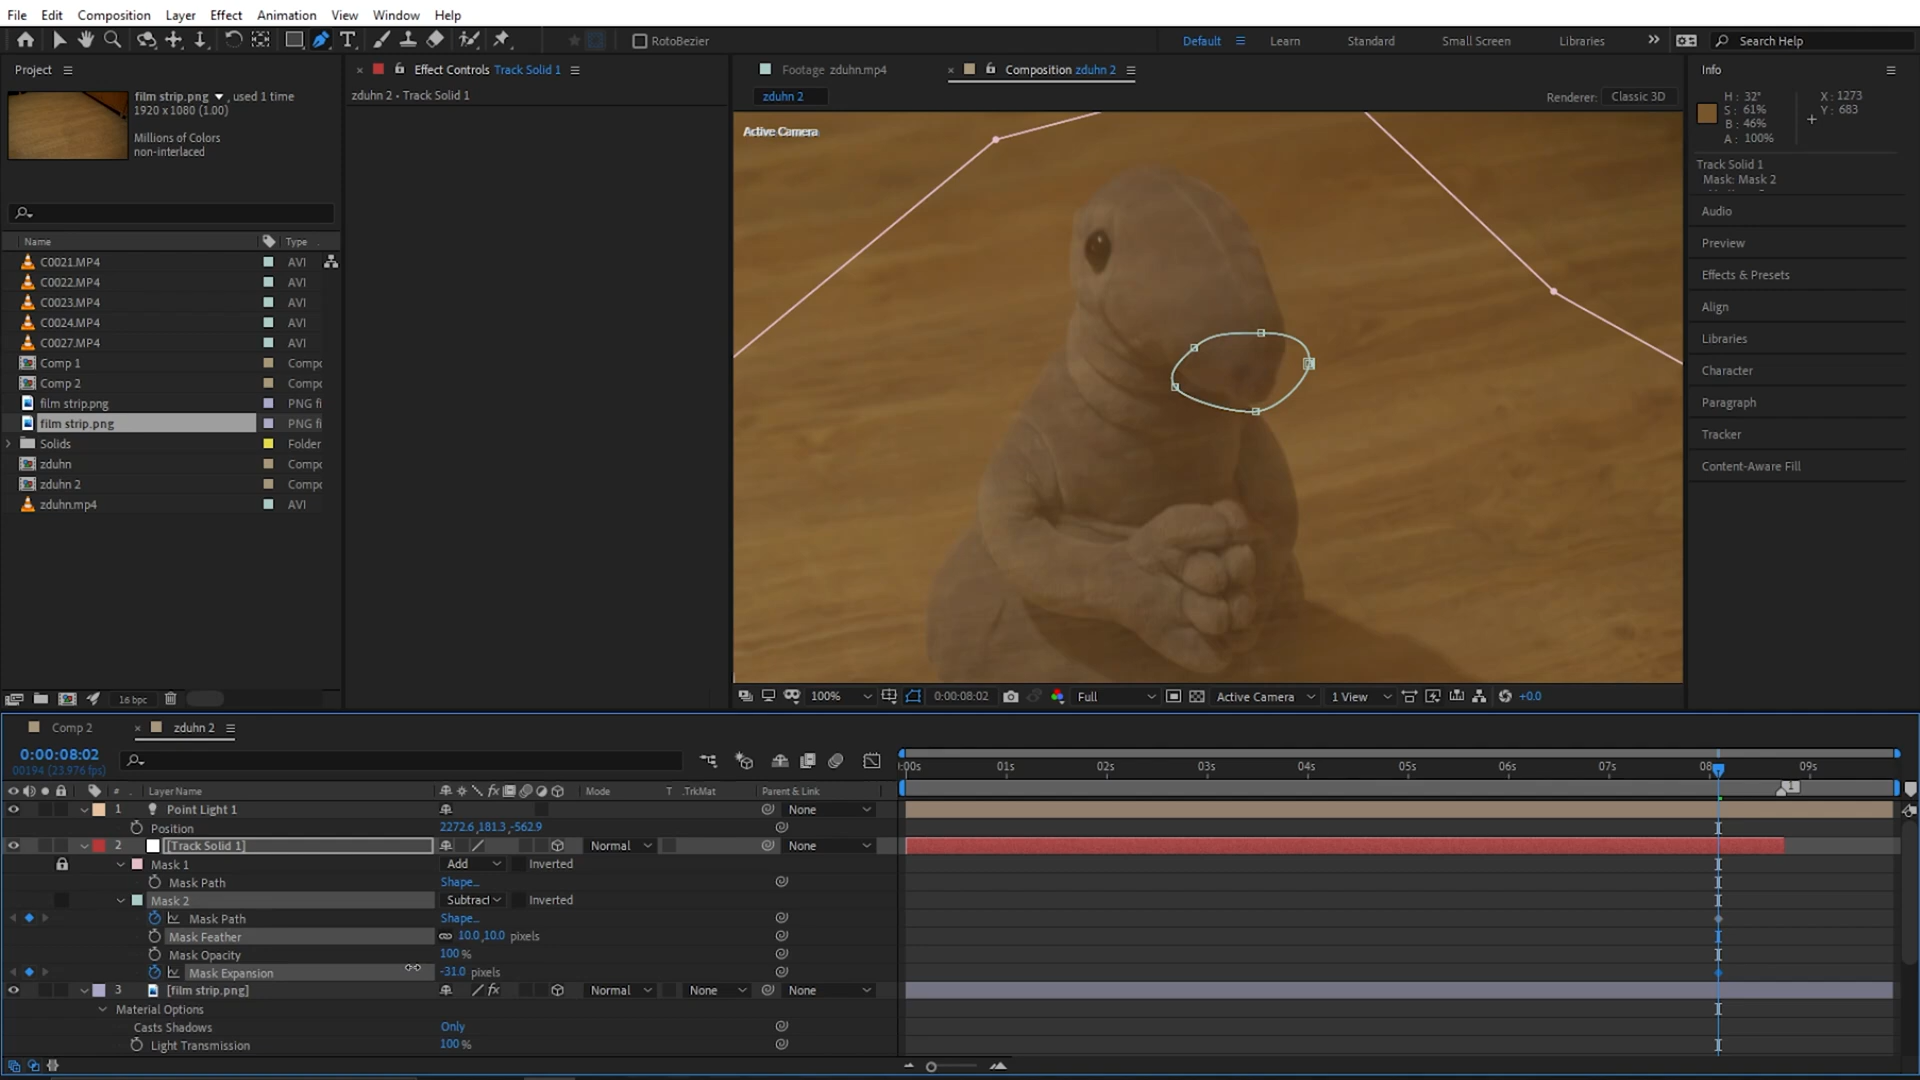 File Edit Composition Layer Effect Animation View Window Help
RotoBezier Default Learn Standard Small Screen Libraries Search Help
Project
film strip.png, used 1 time
1920 x 1080 (1.00)
Millions of Colors
non-interlaced
Name Type
C0021.MP4 AVI
C0022.MP4 AVI
C0023.MP4 AVI
C0024.MP4 AVI
C0027.MP4 AVI
Comp 1 Compo
Comp 2 Compo
film strip.png PNG fi
film strip.png PNG fi
Solids Folder
zduhn Compo
zduhn 2 Compo
zduhn.mp4 AVI
16 bpc
Effect Controls Track Solid 1
zduhn 2 • Track Solid 1
Footage zduhn.mp4 Composition zduhn 2
zduhn 2 Renderer: Classic 3D
Active Camera
100% 0:00:08:02 Full Active Camera 1 View +0.0
Info
H: 32° X: 1273
S: 61% Y: 683
B: 46%
A: 100%
Track Solid 1
Mask: Mask 2
Audio
Preview
Effects & Presets
Align
Libraries
Character
Paragraph
Tracker
Content-Aware Fill
Comp 2 zduhn 2
0:00:08:02
00194 (23.976 fps)
:00s 01s 02s 03s 04s 05s 06s 07s 08 09s
# Layer Name Mode T .TrkMat Parent & Link
1 Point Light 1 None
Position 2272.6,181.3,-562.9
2 [Track Solid 1] Normal None
Mask 1 Add Inverted
Mask Path Shape...
Mask 2 Subtract Inverted
Mask Path Shape...
Mask Feather 10.0,10.0 pixels
Mask Opacity 100 %
Mask Expansion -31.0 pixels
3 [film strip.png] Normal None None
Material Options
Casts Shadows Only
Light Transmission 100 %